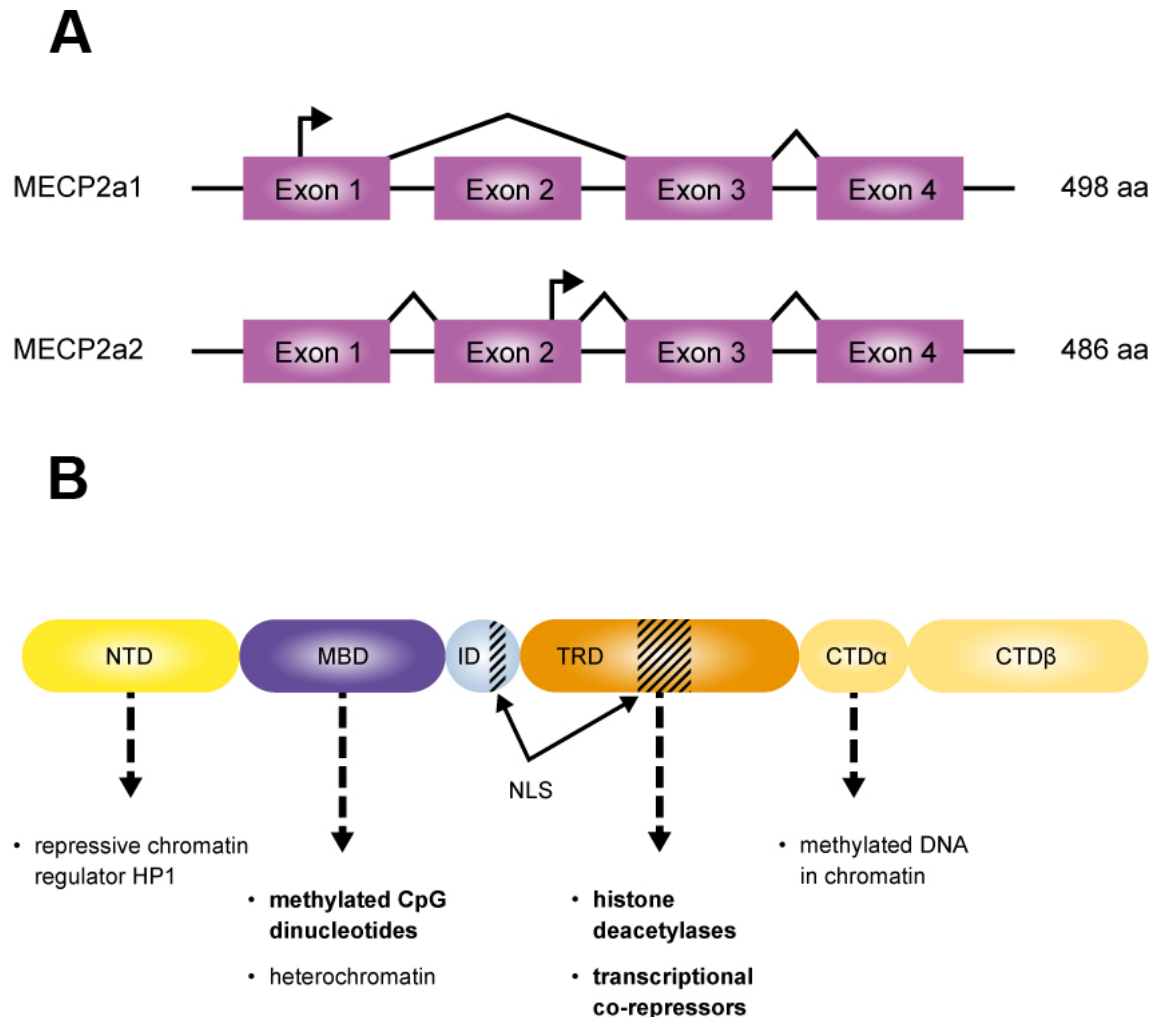 A
MECP2a1 Exon 1 Exon 2 Exon 3 Exon 4 498 aa
MECP2a2 Exon 1 Exon 2 Exon 3 Exon 4 486 aa
B
NTD MBD ID TRD CTDα CTDβ
NLS
• repressive chromatin
regulator HP1
• methylated CpG
dinucleotides
• heterochromatin
• histone
deacetylases
• transcriptional
co-repressors
• methylated DNA
in chromatin